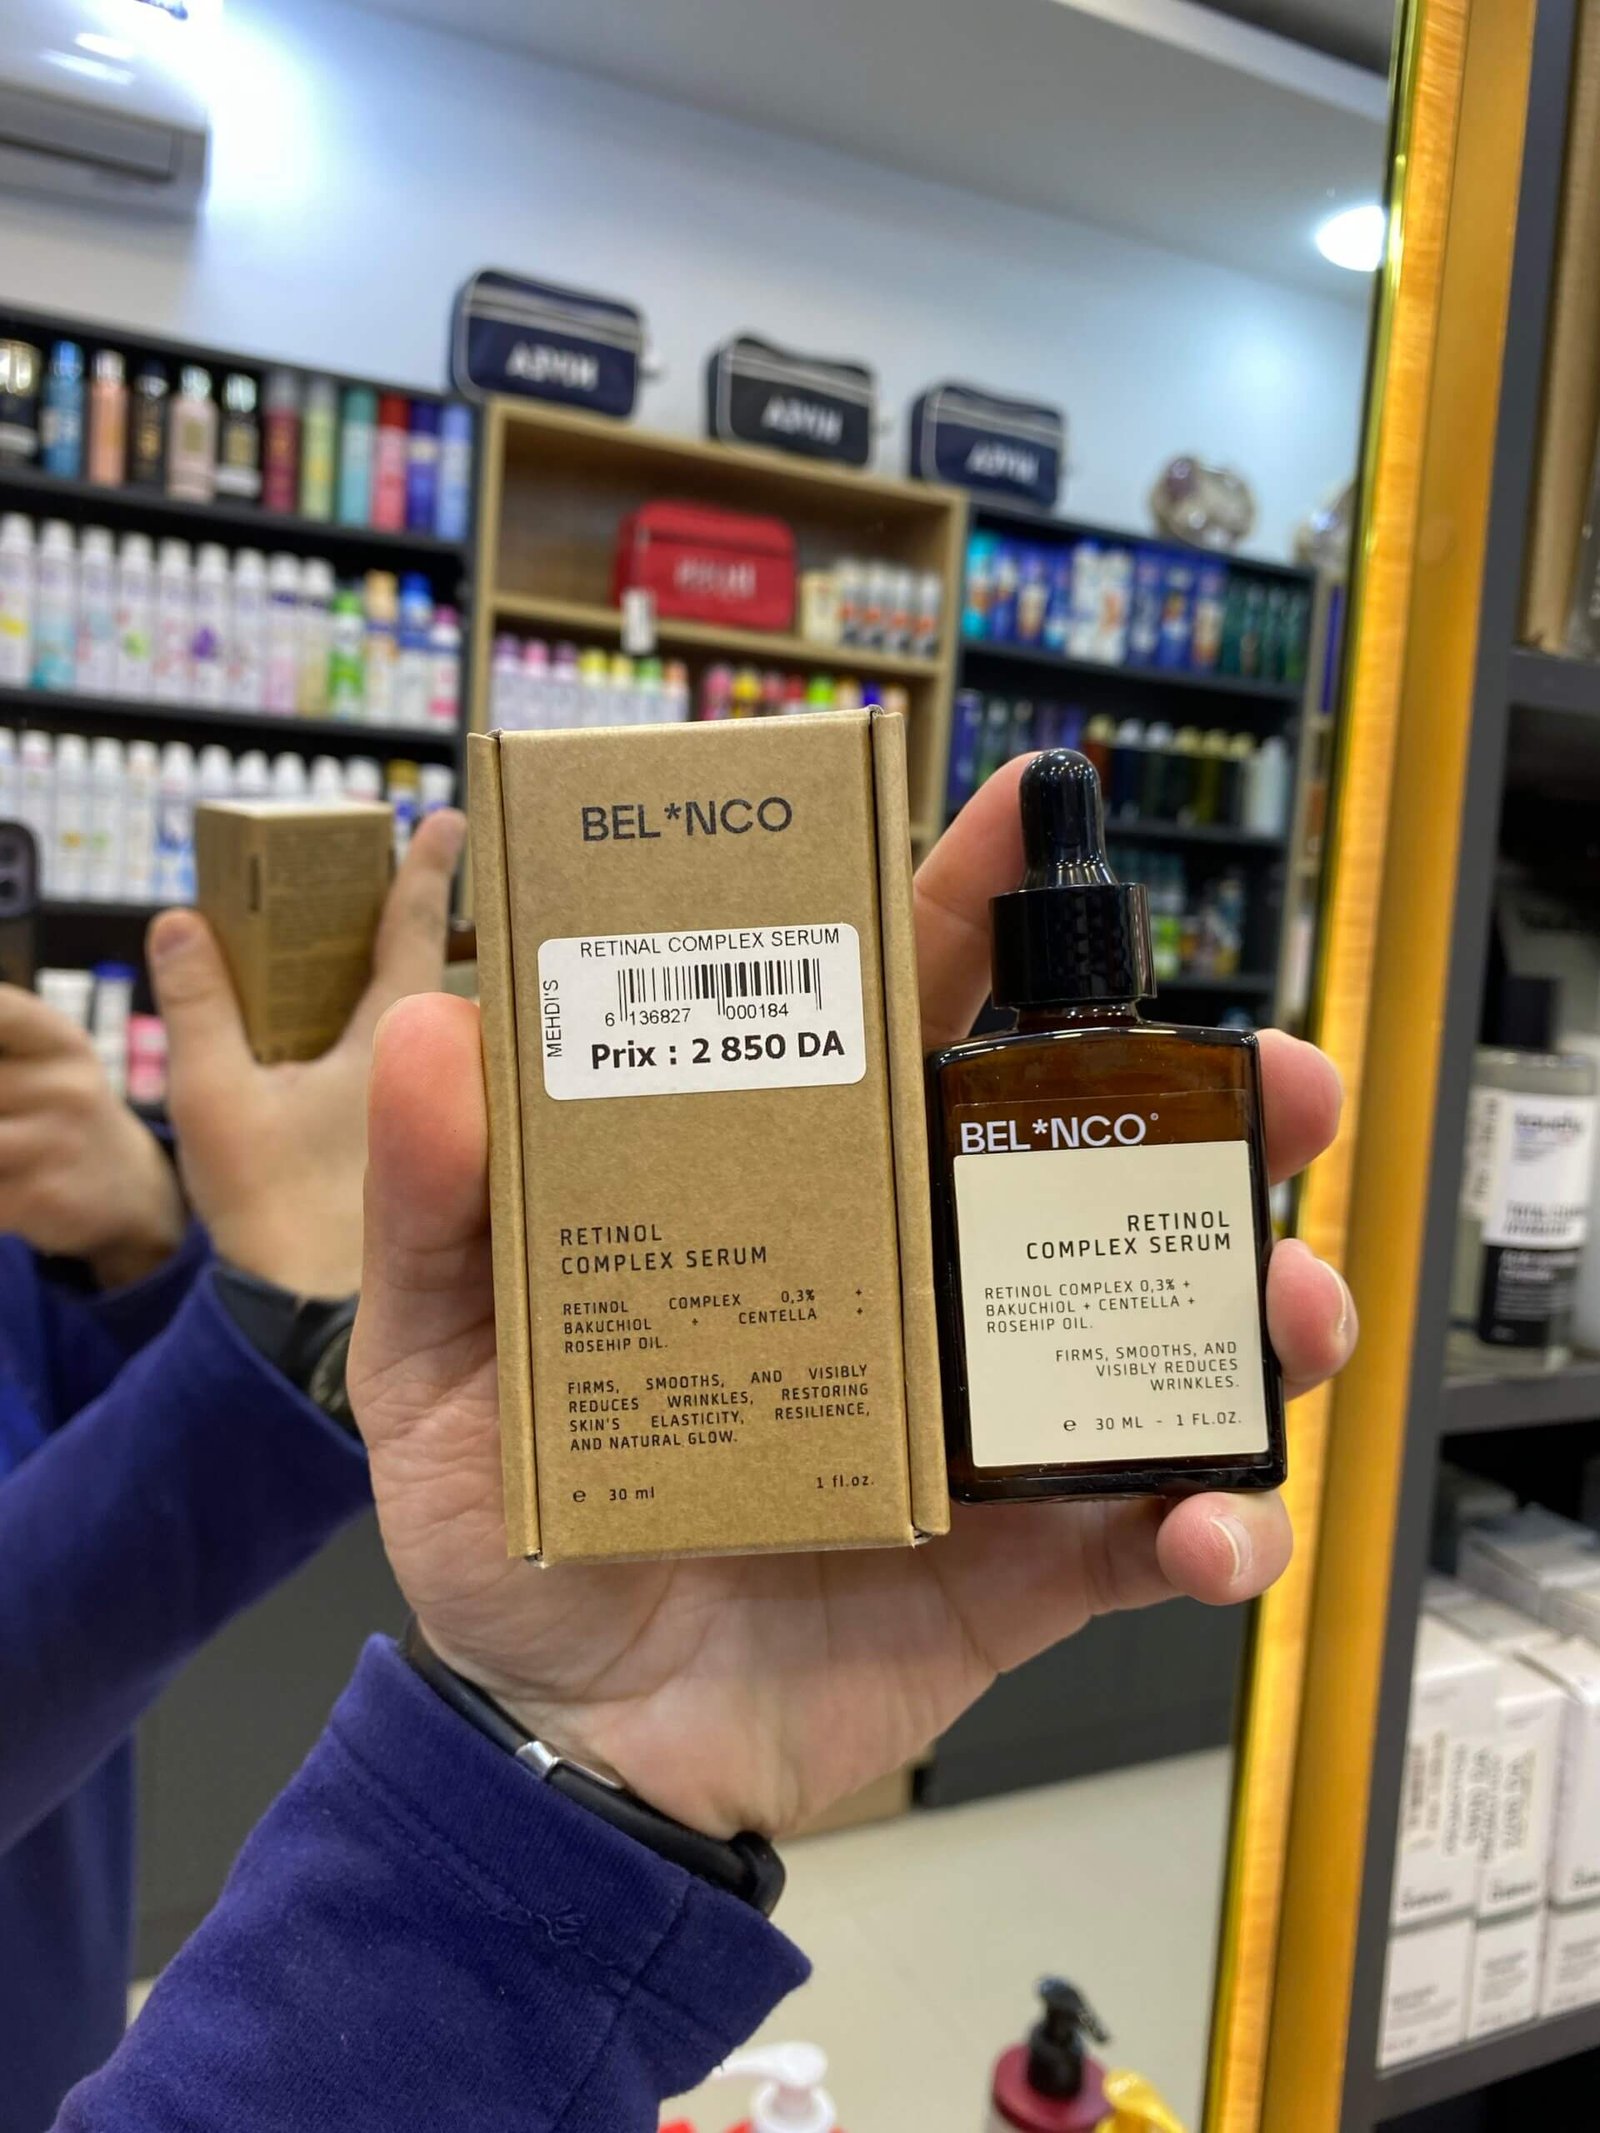 BEL*NCO
RETINAL COMPLEX SERUM
MEHDI'S
6 136827 000184
Prix : 2 850 DA
RETINOL
COMPLEX SERUM
RETINOL COMPLEX 0,3% +
BAKUCHIOL + CENTELLA +
ROSEHIP OIL.
FIRMS, SMOOTHS, AND VISIBLY
REDUCES WRINKLES, RESTORING
SKIN'S ELASTICITY, RESILIENCE,
AND NATURAL GLOW.
e 30 ml 1 fl.oz.
BEL*NCO°
RETINOL
COMPLEX SERUM
RETINOL COMPLEX 0,3% +
BAKUCHIOL + CENTELLA +
ROSEHIP OIL.
FIRMS, SMOOTHS, AND
VISIBLY REDUCES
WRINKLES.
e 30 ML - 1 FL.OZ.